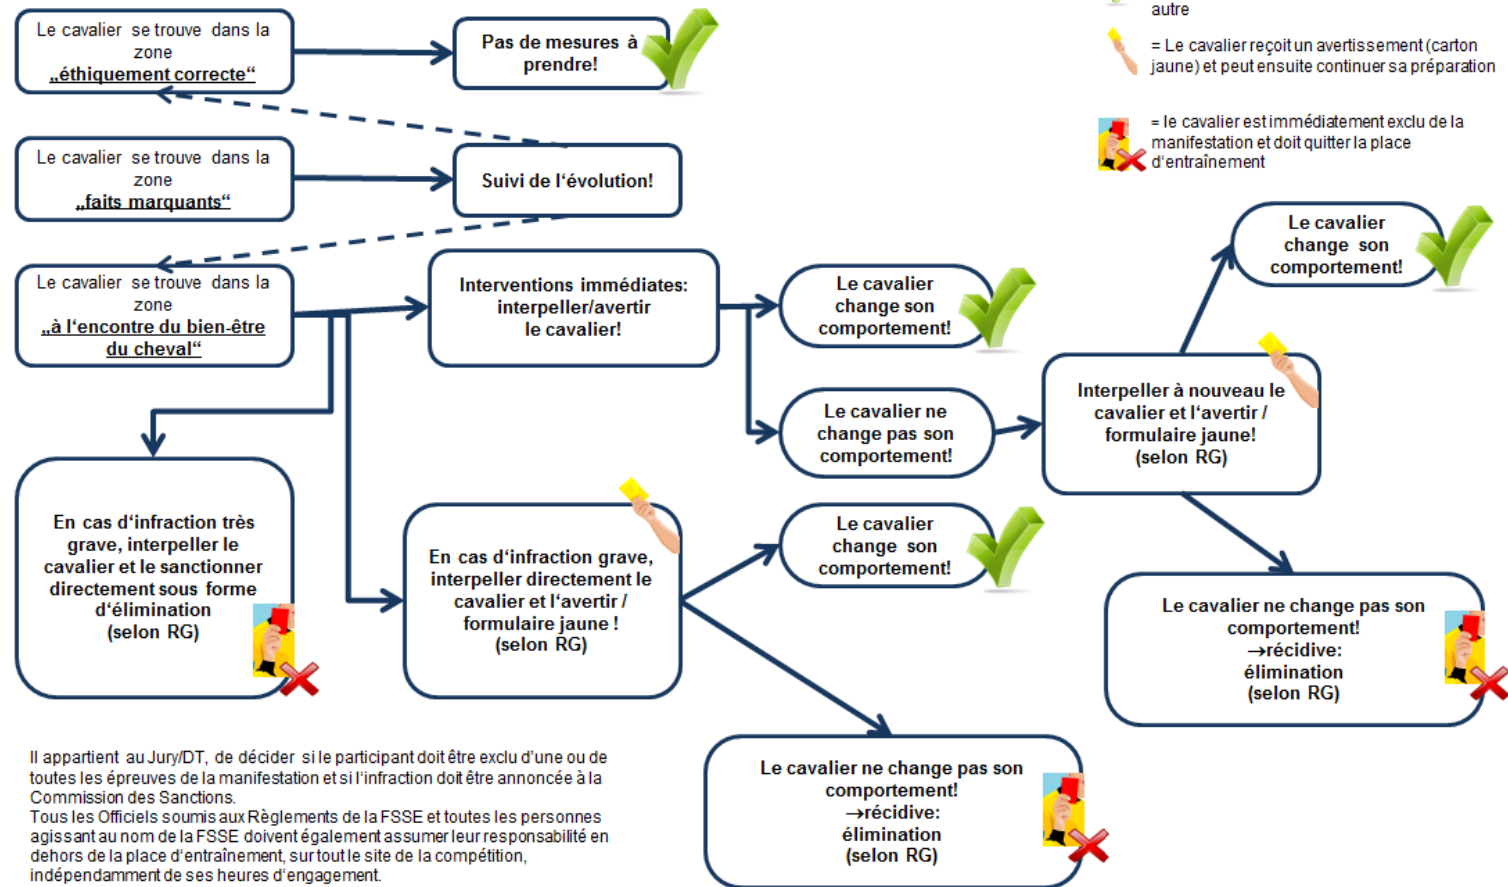 Le cavalier se trouve dans la
zone
„éthiquement correcte“
Pas de mesures à
prendre!
autre
= Le cavalier reçoit un avertissement (carton
jaune) et peut ensuite continuer sa préparation
= le cavalier est immédiatement exclu de la
manifestation et doit quitter la place
d‘entraînement
Le cavalier se trouve dans la
zone
„faits marquants“
Suivi de l‘évolution!
Le cavalier se trouve dans la
zone
„à l‘encontre du bien-être
du cheval“
Interventions immédiates:
interpeller/avertir
le cavalier!
Le cavalier
change son
comportement!
Le cavalier
change son
comportement!
Le cavalier ne
change pas son
comportement!
Interpeller à nouveau le
cavalier et l‘avertir /
formulaire jaune!
(selon RG)
En cas d‘infraction très
grave, interpeller le
cavalier et le sanctionner
directement sous forme
d‘élimination
(selon RG)
En cas d‘infraction grave,
interpeller directement le
cavalier et l‘avertir /
formulaire jaune !
(selon RG)
Le cavalier
change son
comportement!
Le cavalier ne change pas son
comportement!
→récidive:
élimination
(selon RG)
Le cavalier ne change pas son
comportement!
→récidive:
élimination
(selon RG)
Il appartient au Jury/DT, de décider si le participant doit être exclu d’une ou de
toutes les épreuves de la manifestation et si l‘infraction doit être annoncée à la
Commission des Sanctions.
Tous les Officiels soumis aux Règlements de la FSSE et toutes les personnes
agissant au nom de la FSSE doivent également assumer leur responsabilité en
dehors de la place d‘entraînement, sur tout le site de la compétition,
indépendamment de ses heures d‘engagement.